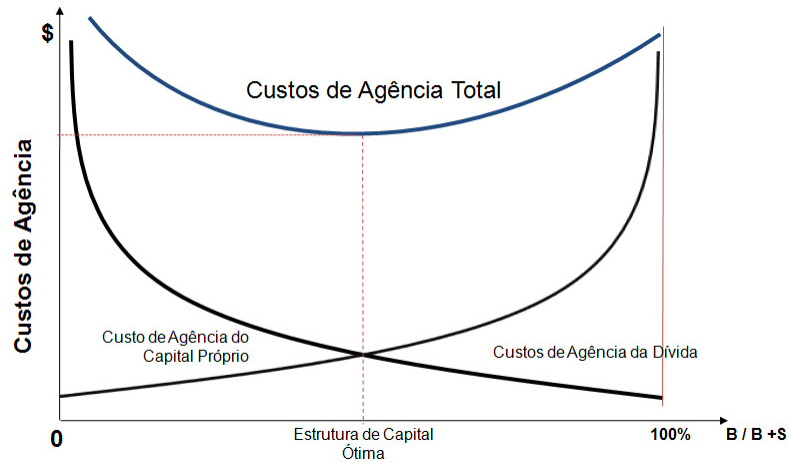 $
Custos de Agência Total
Custos de Agência
Custo de Agência do
Capital Próprio
Custos de Agência da Dívida
0
Estrutura de Capital
Ótima
100%
B / B +S